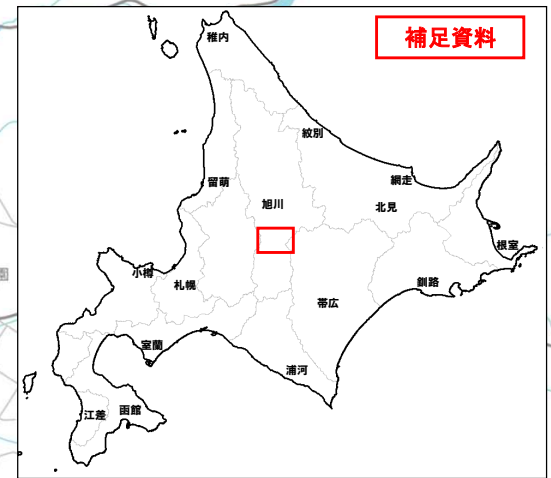 補足資料
稚内
紋別
網走
留萌
旭川
北見
根室
小樽
札幌
釧路
帯広
室蘭
浦河
江差
函館
園